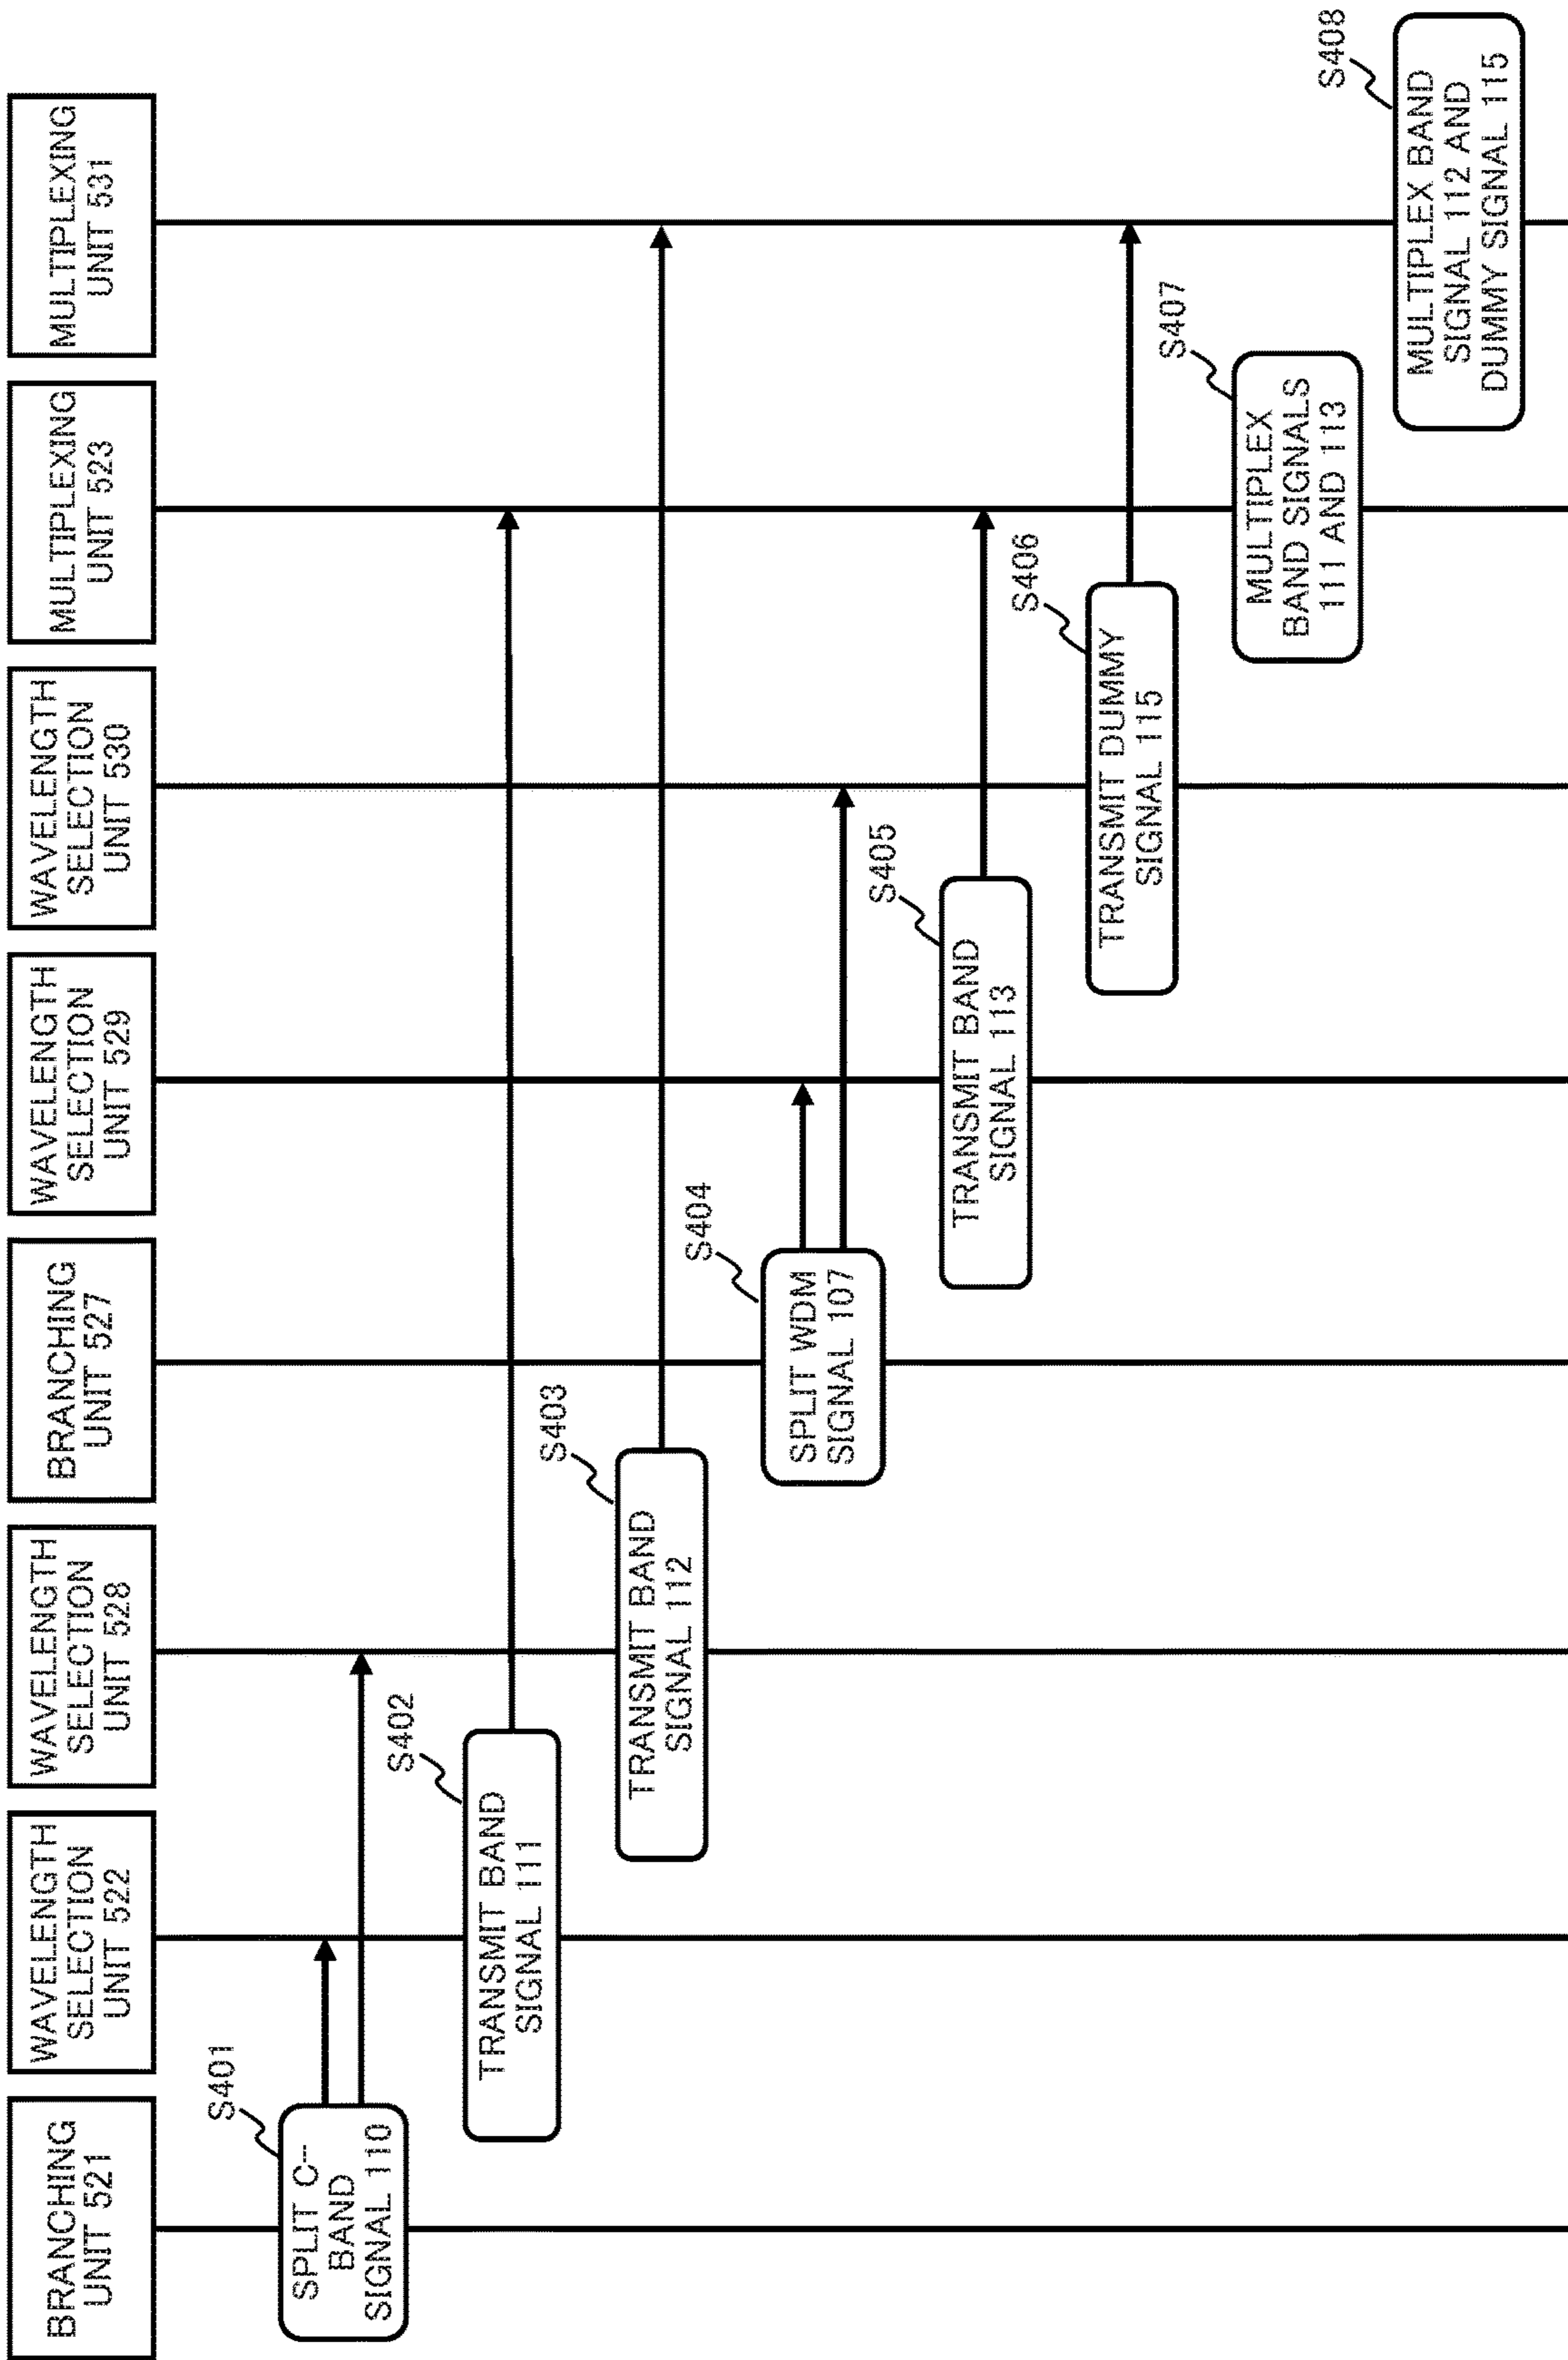 BRANCHING
UNIT 521
WAVELENGTH
SELECTION
UNIT 522
WAVELENGTH
SELECTION
UNIT 528
BRANCHING
UNIT 527
WAVELENGTH
SELECTION
UNIT 529
WAVELENGTH
SELECTION
UNIT 530
MULTIPLEXING
UNIT 523
MULTIPLEXING
UNIT 531
S401
SPLIT C-
BAND
SIGNAL 110
S402
TRANSMIT BAND
SIGNAL 111
S403
TRANSMIT BAND
SIGNAL 112
S404
SPLIT WDM
SIGNAL 107
S405
TRANSMIT BAND
SIGNAL 113
S406
TRANSMIT DUMMY
SIGNAL 115
S407
MULTIPLEX
BAND SIGNALS
111 AND 113
S408
MULTIPLEX BAND
SIGNAL 112 AND
DUMMY SIGNAL 115